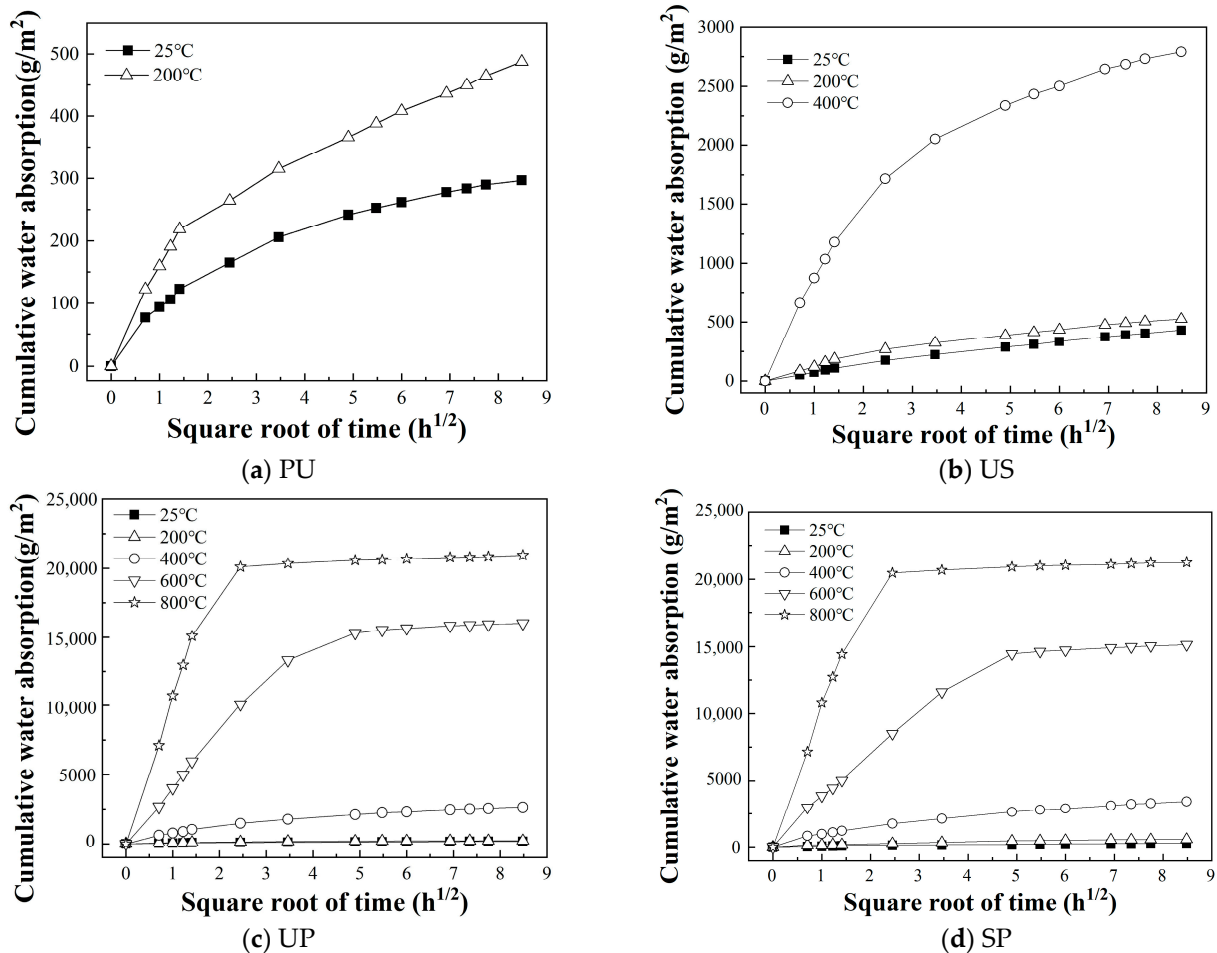 Cumulative water absorption(g/m²)
500
400
300
200
100
0
25℃
200℃
0 1 2 3 4 5 6 7 8 9
Square root of time (h^{1/2})
(a) PU
Cumulative water absorption (g/m²)
3000
2500
2000
1750
1000
500
0
25℃
200℃
400℃
0 1 2 3 4 5 6 7 8 9
Square root of time (h^{1/2})
(b) US
Cumulative water absorption(g/m²)
25,000
20,000
15,000
10,000
5000
0
25℃
200℃
400℃
600℃
800℃
0 1 2 3 4 5 6 7 8 9
Square root of time (h^{1/2})
(c) UP
Cumulative water absorption (g/m²)
25,000
20,000
15,000
10,000
5000
0
25℃
200℃
400℃
600℃
800℃
0 1 2 3 4 5 6 7 8 9
Square root of time (h^{1/2})
(d) SP